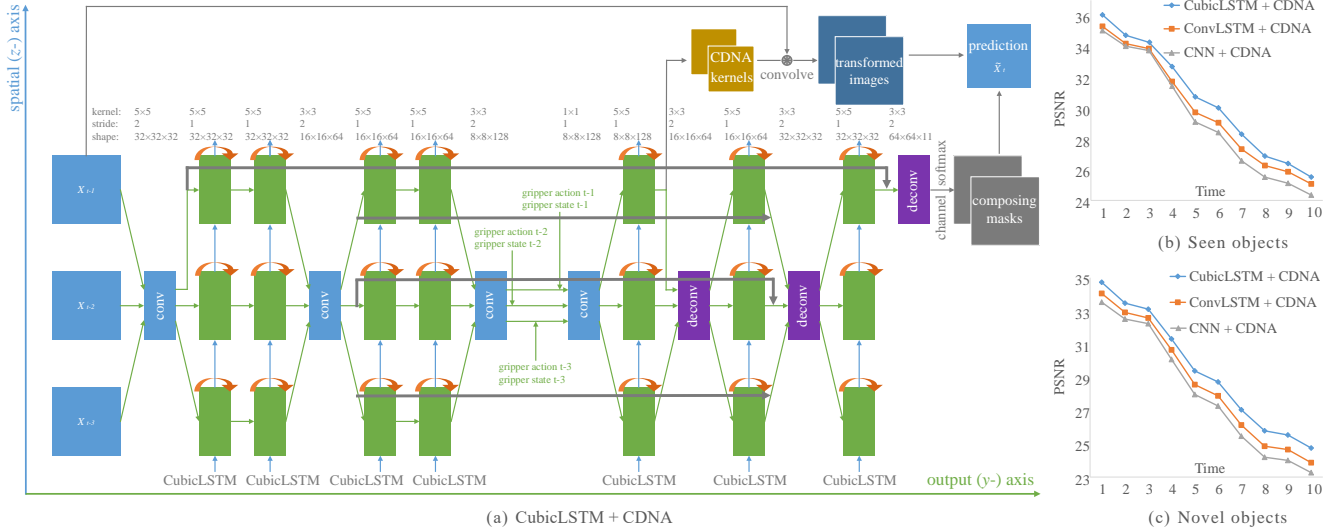 spatial (z-) axis
kernel: 5×5 5×5 5×5 3×3 5×5 5×5 3×3 1×1 5×5 3×3 5×5 3×3 5×5 3×3
stride: 2 1 1 2 1 1 2 1 1 2 1 2 1 2
shape: 32×32×32 32×32×32 32×32×32 16×16×64 16×16×64 16×16×64 8×8×128 8×8×128 8×8×128 16×16×64 16×16×64 32×32×32 32×32×32 64×64×11
CDNA
kernels
convolve
transformed
images
prediction
X̃ t
X t-1
X t-2
X t-3
conv
conv
conv
conv
deconv
deconv
deconv
channel softmax
composing
masks
gripper action t-1
gripper state t-1
gripper action t-2
gripper state t-2
gripper action t-3
gripper state t-3
CubicLSTM CubicLSTM CubicLSTM CubicLSTM CubicLSTM CubicLSTM CubicLSTM
output (y-) axis
(a) CubicLSTM + CDNA
PSNR
36
34
32
30
28
26
24
CubicLSTM + CDNA
ConvLSTM + CDNA
CNN + CDNA
Time
1 2 3 4 5 6 7 8 9 10
(b) Seen objects
PSNR
35
33
31
29
27
25
23
CubicLSTM + CDNA
ConvLSTM + CDNA
CNN + CDNA
Time
1 2 3 4 5 6 7 8 9 10
(c) Novel objects